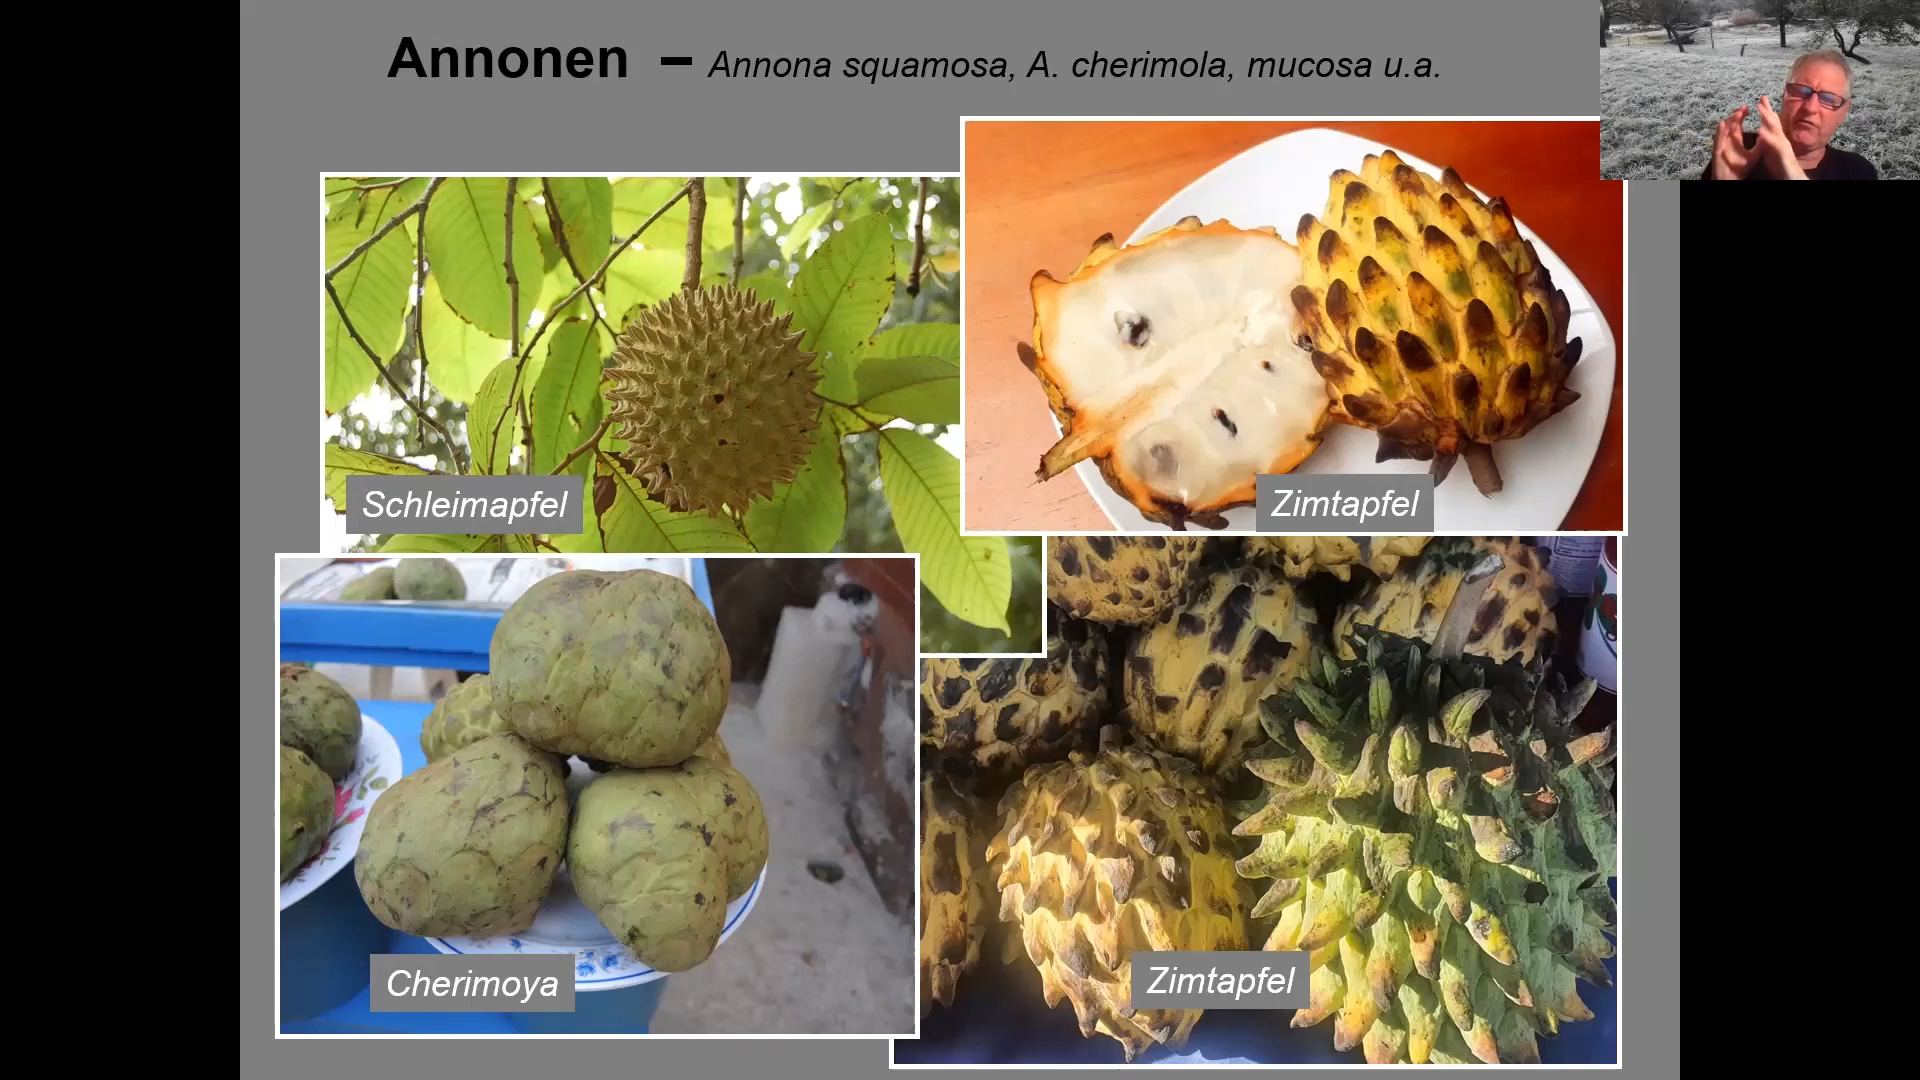 Annonen – Annona squamosa, A. cherimola, mucosa u.a.
Schleimapfel
Zimtapfel
Cherimoya
Zimtapfel